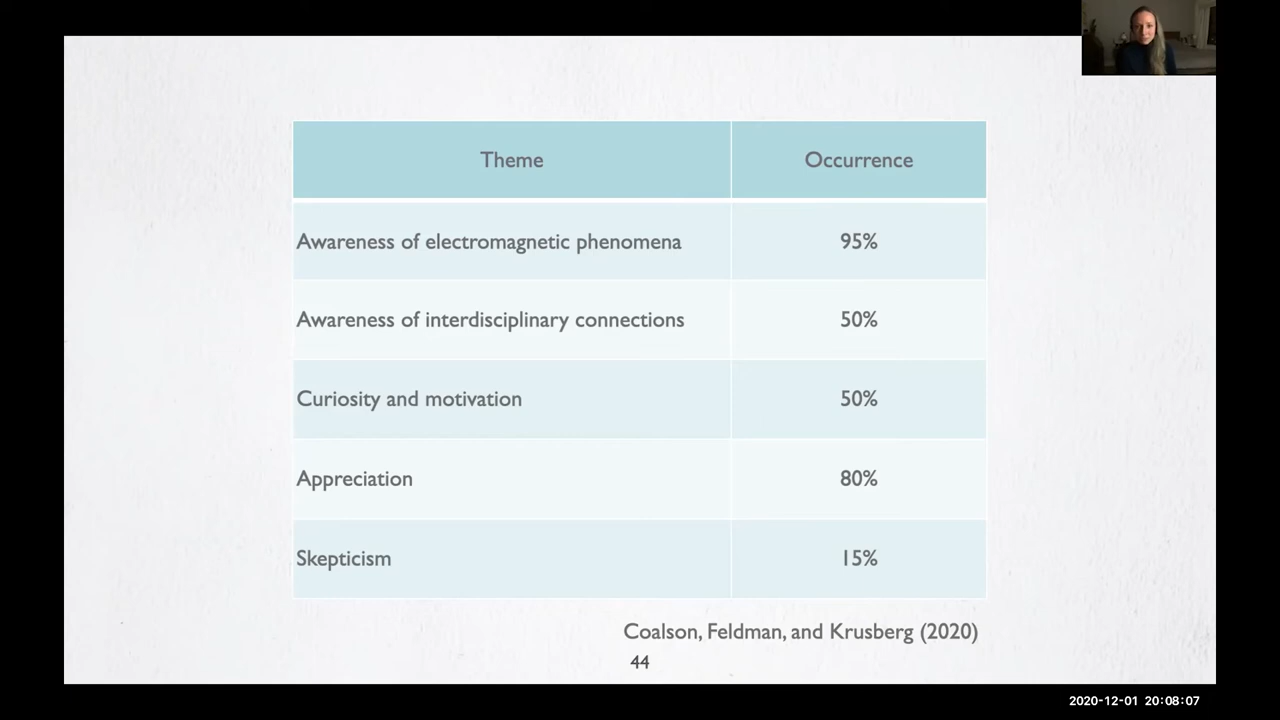 Theme Occurrence
Awareness of electromagnetic phenomena 95%
Awareness of interdisciplinary connections 50%
Curiosity and motivation 50%
Appreciation 80%
Skepticism 15%
Coalson, Feldman, and Krusberg (2020)
44
2020-12-01 20:08:07